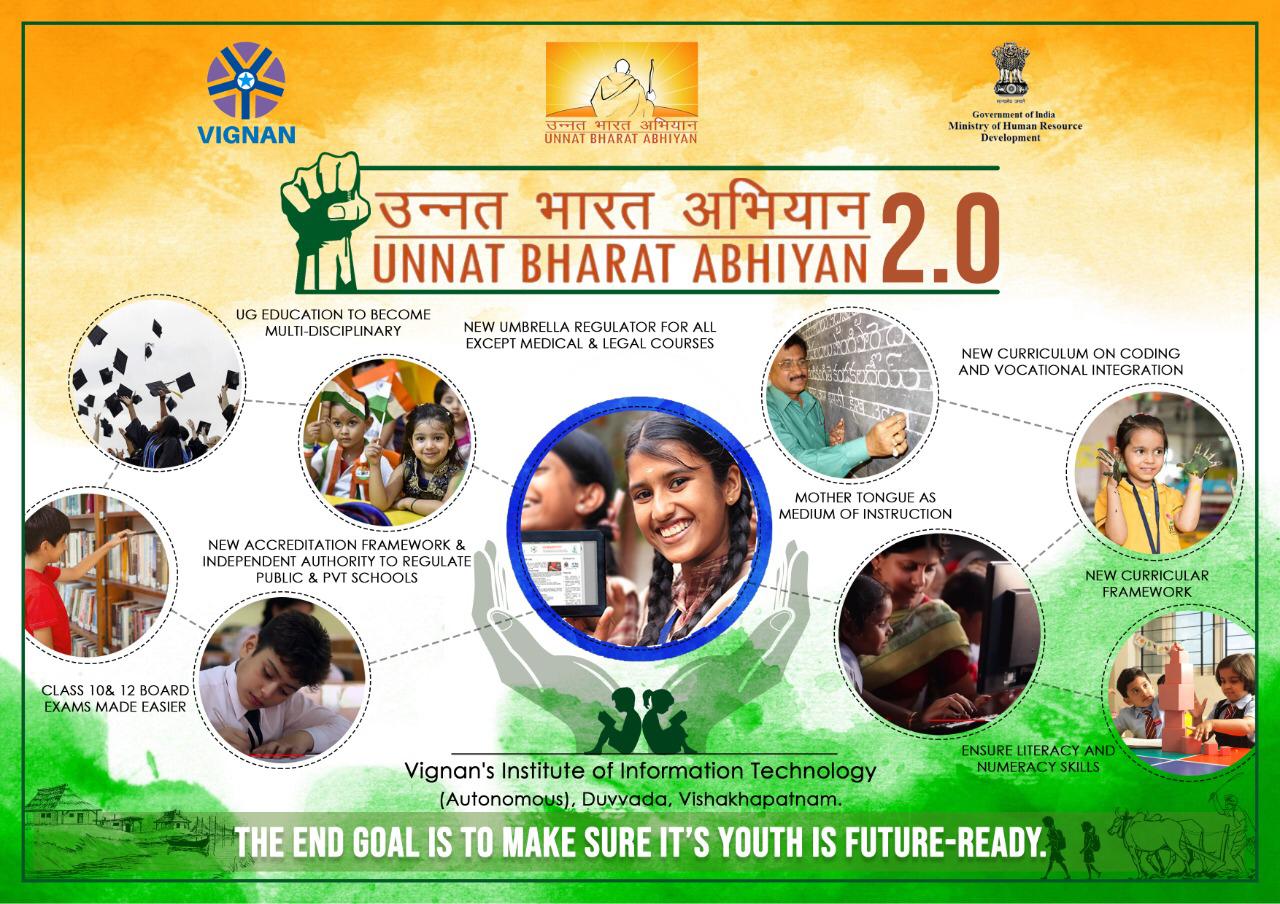 VIGNAN
उन्नत भारत अभियान
UNNAT BHARAT ABHIYAN
सत्यमेव जयते
Government of India
Ministry of Human Resource
Development
उन्नत भारत अभियान
UNNAT BHARAT ABHIYAN 2.0
UG EDUCATION TO BECOME
MULTI-DISCIPLINARY
NEW UMBRELLA REGULATOR FOR ALL
EXCEPT MEDICAL & LEGAL COURSES
NEW CURRICULUM ON CODING
AND VOCATIONAL INTEGRATION
MOTHER TONGUE AS
MEDIUM OF INSTRUCTION
NEW ACCREDITATION FRAMEWORK &
INDEPENDENT AUTHORITY TO REGULATE
PUBLIC & PVT SCHOOLS
NEW CURRICULAR
FRAMEWORK
CLASS 10& 12 BOARD
EXAMS MADE EASIER
ENSURE LITERACY AND
NUMERACY SKILLS
Vignan's Institute of Information Technology
(Autonomous), Duvvada, Vishakhapatnam.
THE END GOAL IS TO MAKE SURE IT'S YOUTH IS FUTURE-READY.